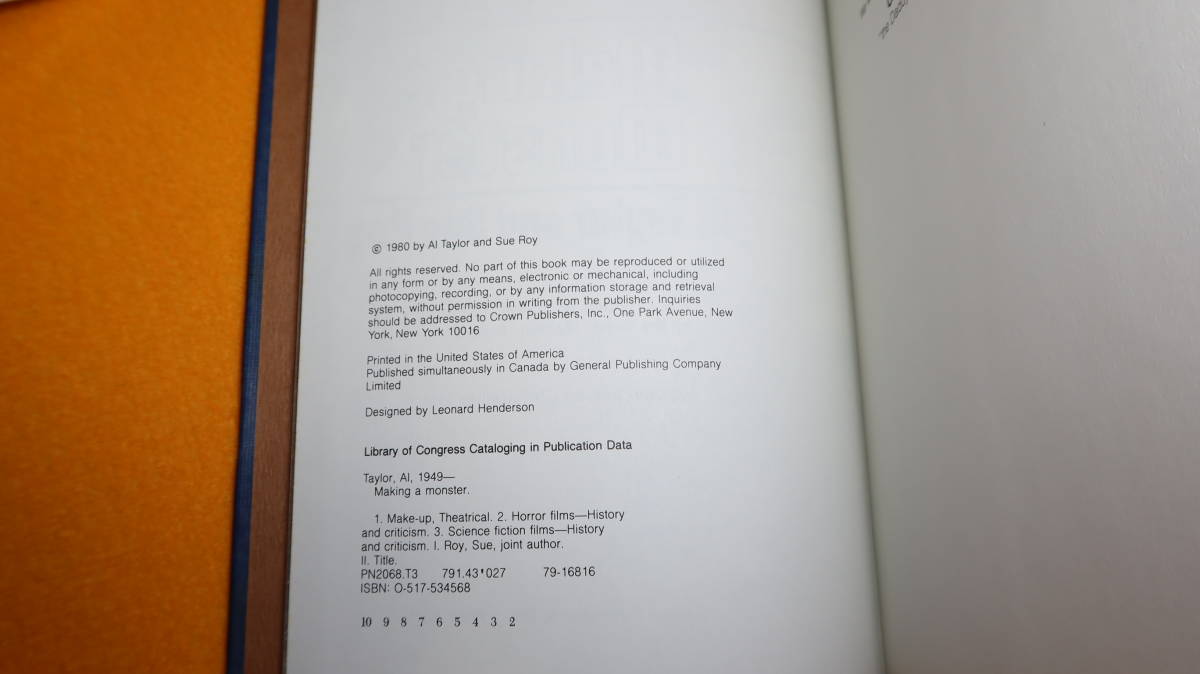 © 1980 by Al Taylor and Sue Roy
All rights reserved. No part of this book may be reproduced or utilized
in any form or by any means, electronic or mechanical, including
photocopying, recording, or by any information storage and retrieval
system, without permission in writing from the publisher. Inquiries
should be addressed to Crown Publishers, Inc., One Park Avenue, New
York, New York 10016
Printed in the United States of America
Published simultaneously in Canada by General Publishing Company
Limited
Designed by Leonard Henderson
Library of Congress Cataloging in Publication Data
Taylor, Al, 1949—
Making a monster.
1. Make-up, Theatrical. 2. Horror films—History
and criticism. 3. Science fiction films—History
and criticism. I. Roy, Sue, joint author.
II. Title.
PN2068.T3 791.43'027 79-16816
ISBN: O-517-534568
10 9 8 7 6 5 4 3 2